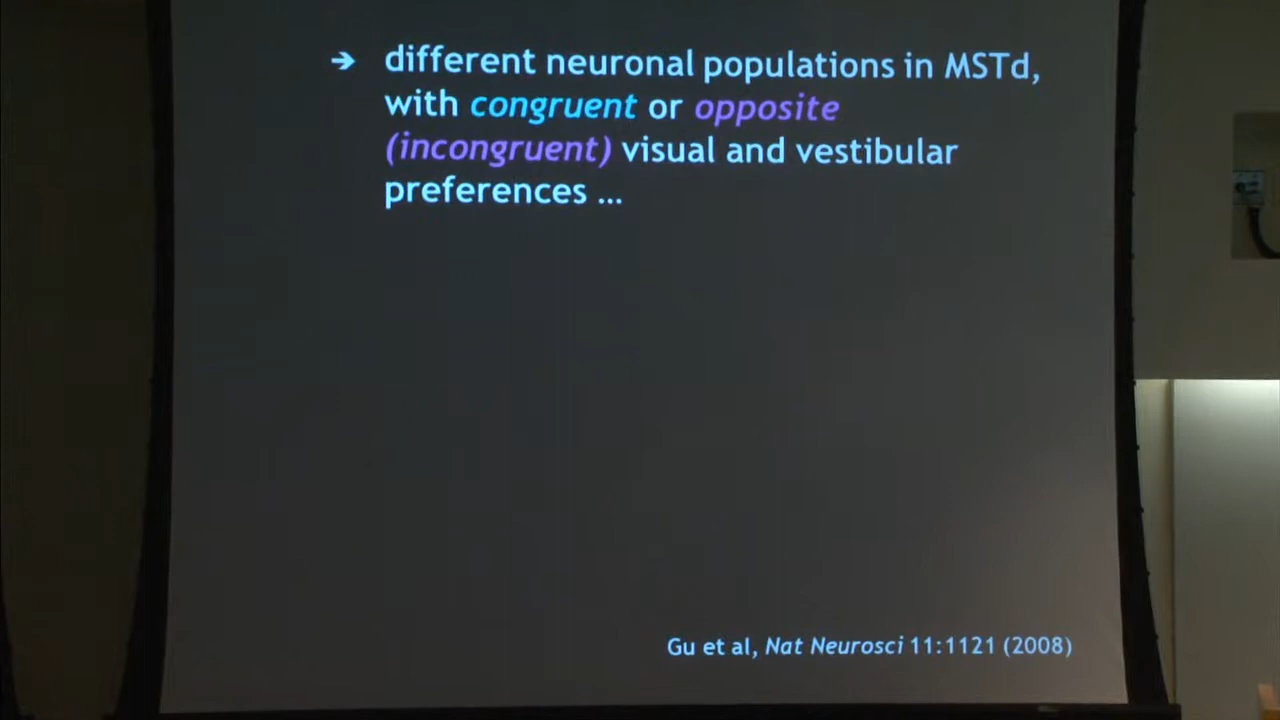 ➔ different neuronal populations in MSTd,
with congruent or opposite
(incongruent) visual and vestibular
preferences ...
Gu et al, Nat Neurosci 11:1121 (2008)